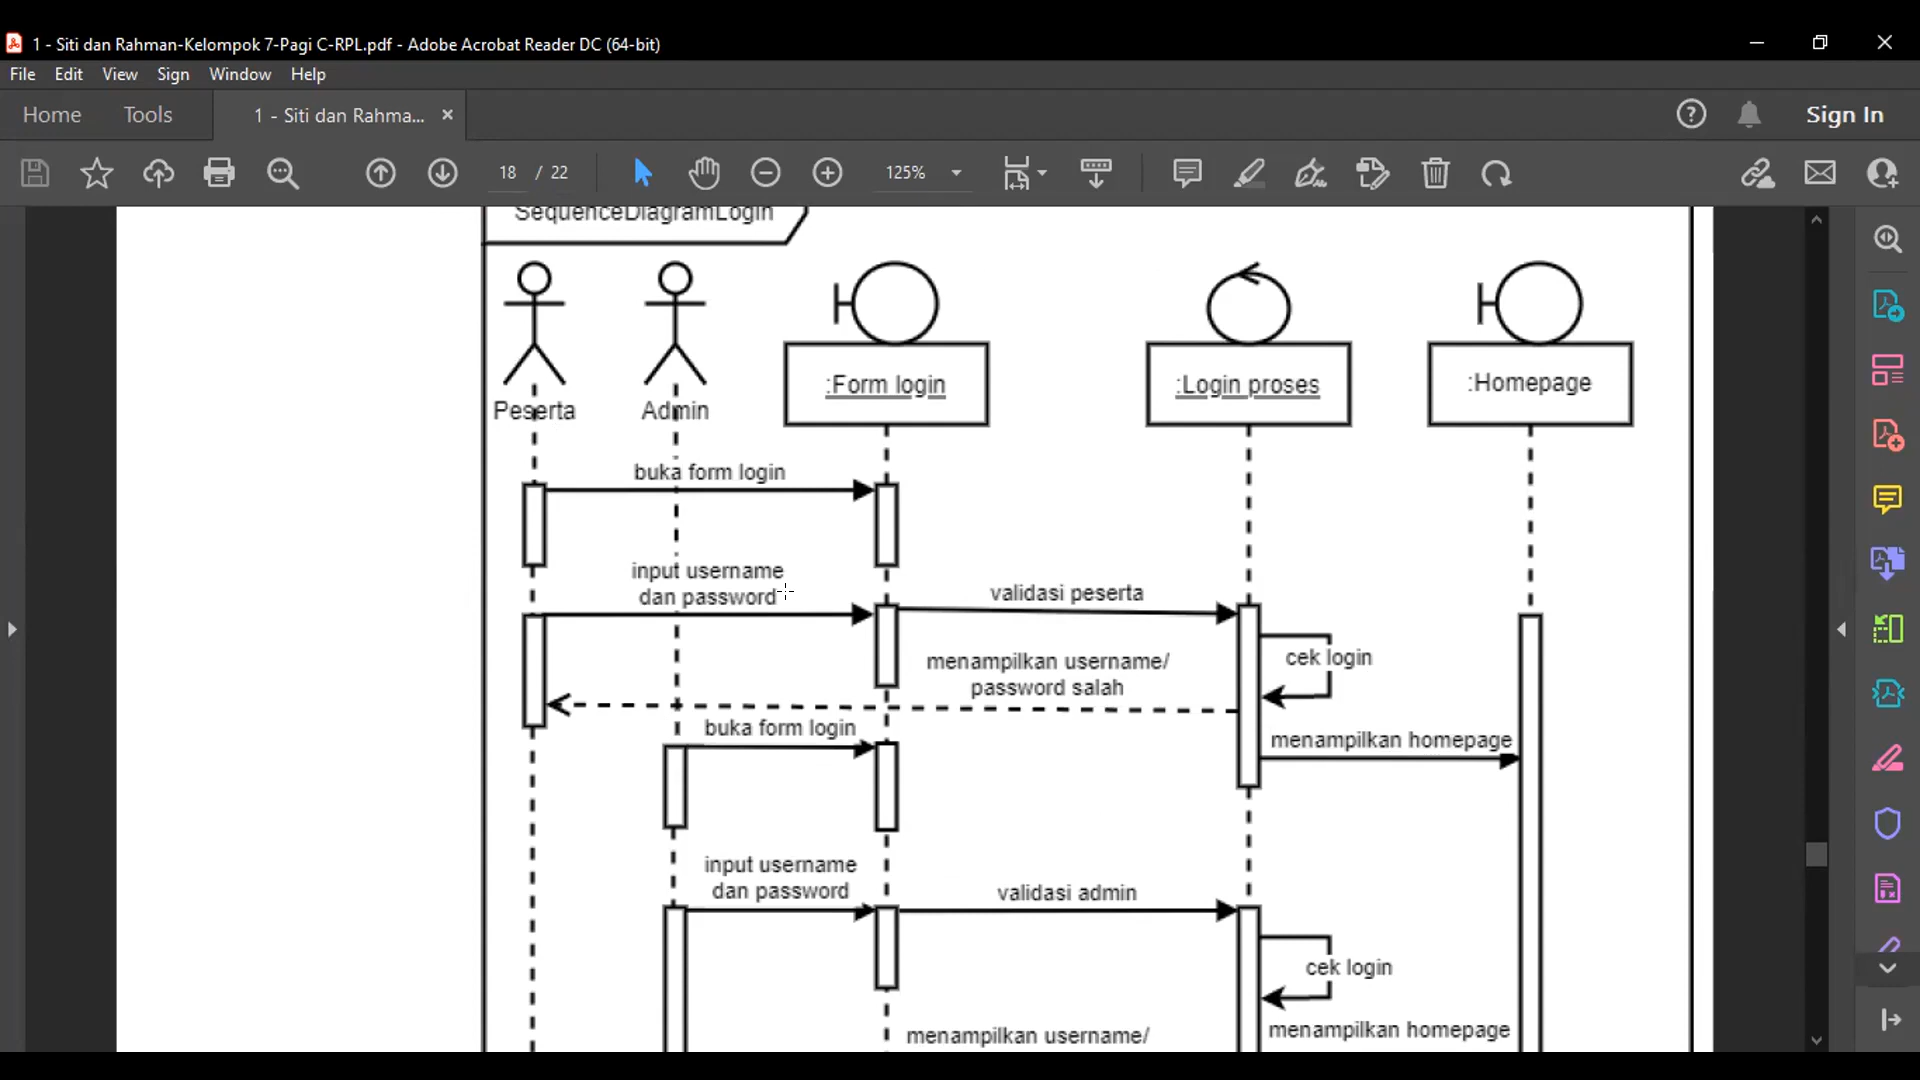 1 - Siti dan Rahman-Kelompok 7-Pagi C-RPL.pdf - Adobe Acrobat Reader DC (64-bit)
File Edit View Sign Window Help
Home Tools 1 - Siti dan Rahma... Sign In
18 / 22 125%
SequenceDiagramLogin
:Form login :Login proses :Homepage
Peserta Admin
buka form login
input username
dan password
validasi peserta
cek login
menampilkan username/
password salah
buka form login
menampilkan homepage
input username
dan password
validasi admin
cek login
menampilkan username/
menampilkan homepage